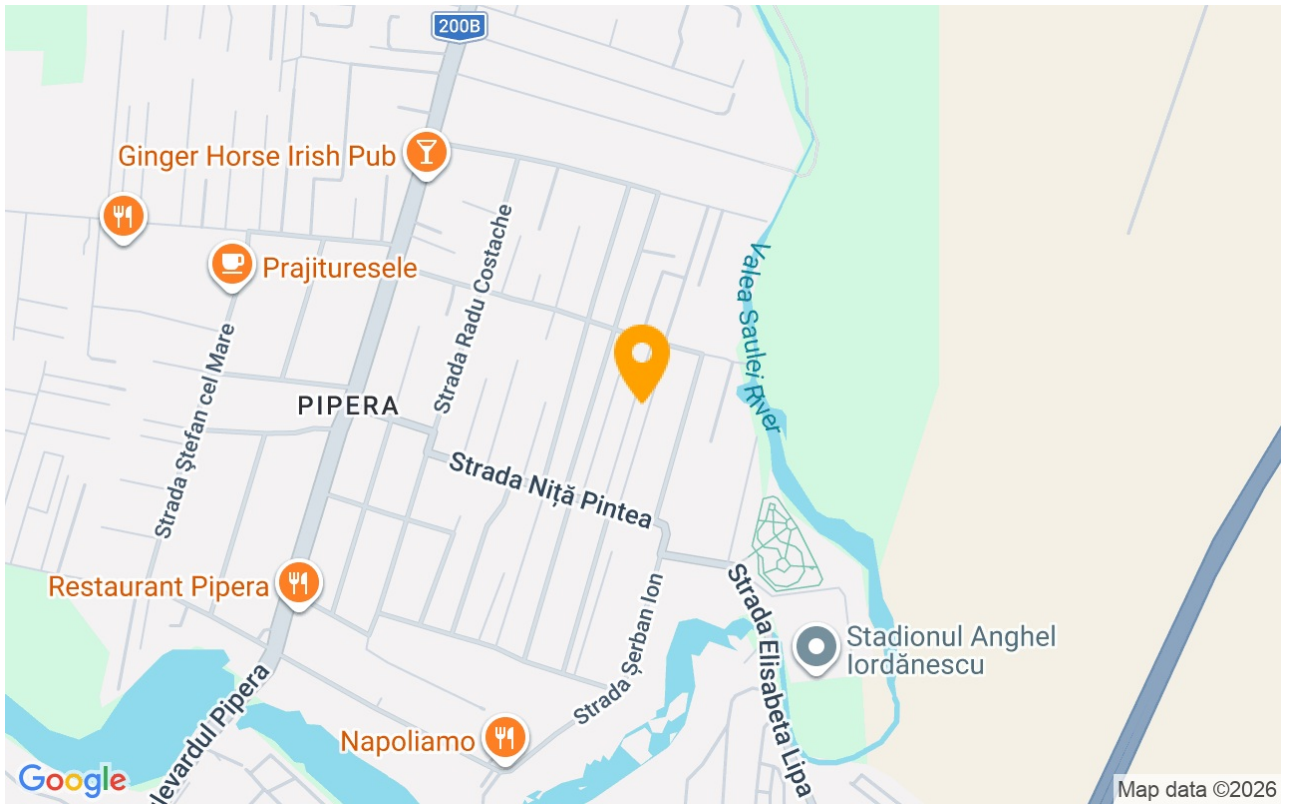 200B
Ginger Horse Irish Pub
Prajituresele
Strada Radu Costache
Valea Saulei River
Strada Ștefan cel Mare
PIPERA
Strada Niță Pintea
Restaurant Pipera
Strada Șerban Ion
Strada Elisabeta Lipa
Stadionul Anghel
Iordănescu
levardul Pipera
Napoliamo
Google
Map data ©2026